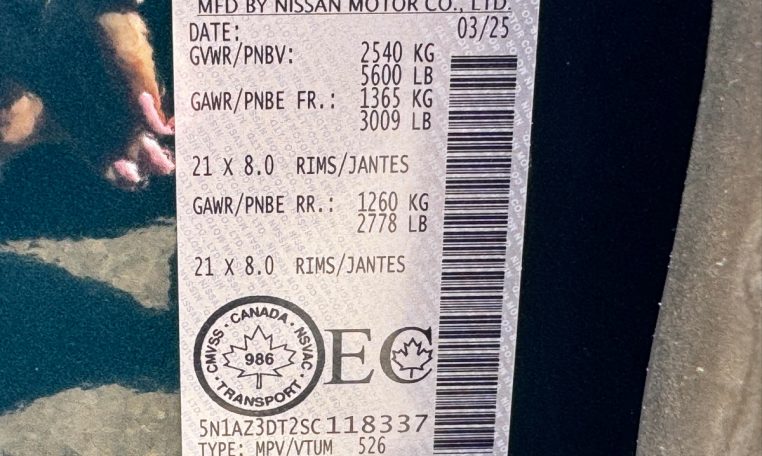 MFD BY NISSAN MOTOR CO., LTD.
DATE: 03/25
GVWR/PNBV: 2540 KG
5600 LB
GAWR/PNBE FR.: 1365 KG
3009 LB
21 X 8.0 RIMS/JANTES
GAWR/PNBE RR.: 1260 KG
2778 LB
21 X 8.0 RIMS/JANTES
CMVSS · CANADA · NSVAC
986
· TRANSPORT ·
EC
5N1AZ3DT2SC118337
TYPE: MPV/VTUM 526